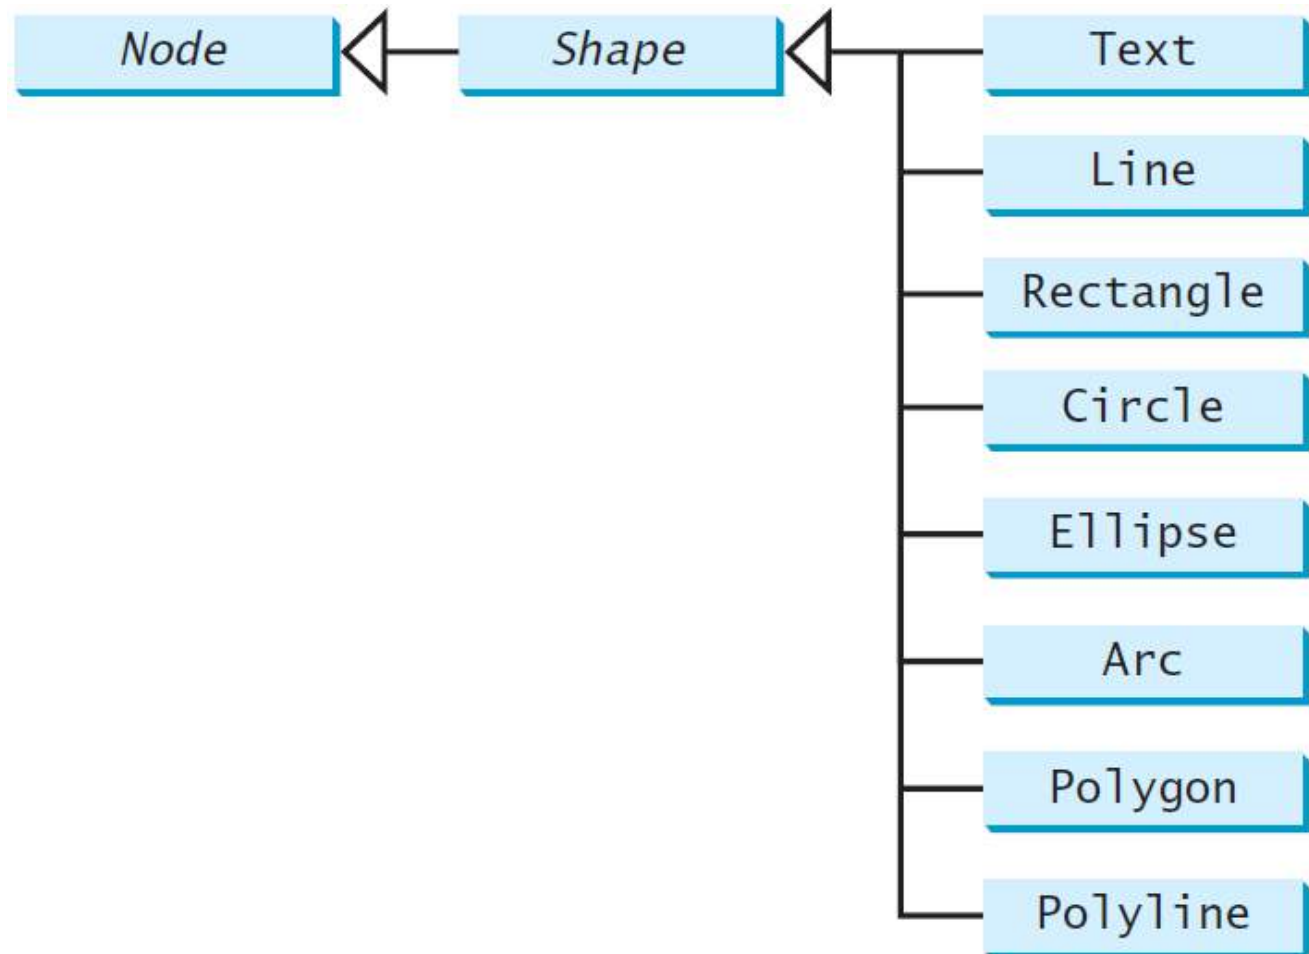 Node
Shape
Text
Line
Rectangle
Circle
Ellipse
Arc
Polygon
Polyline